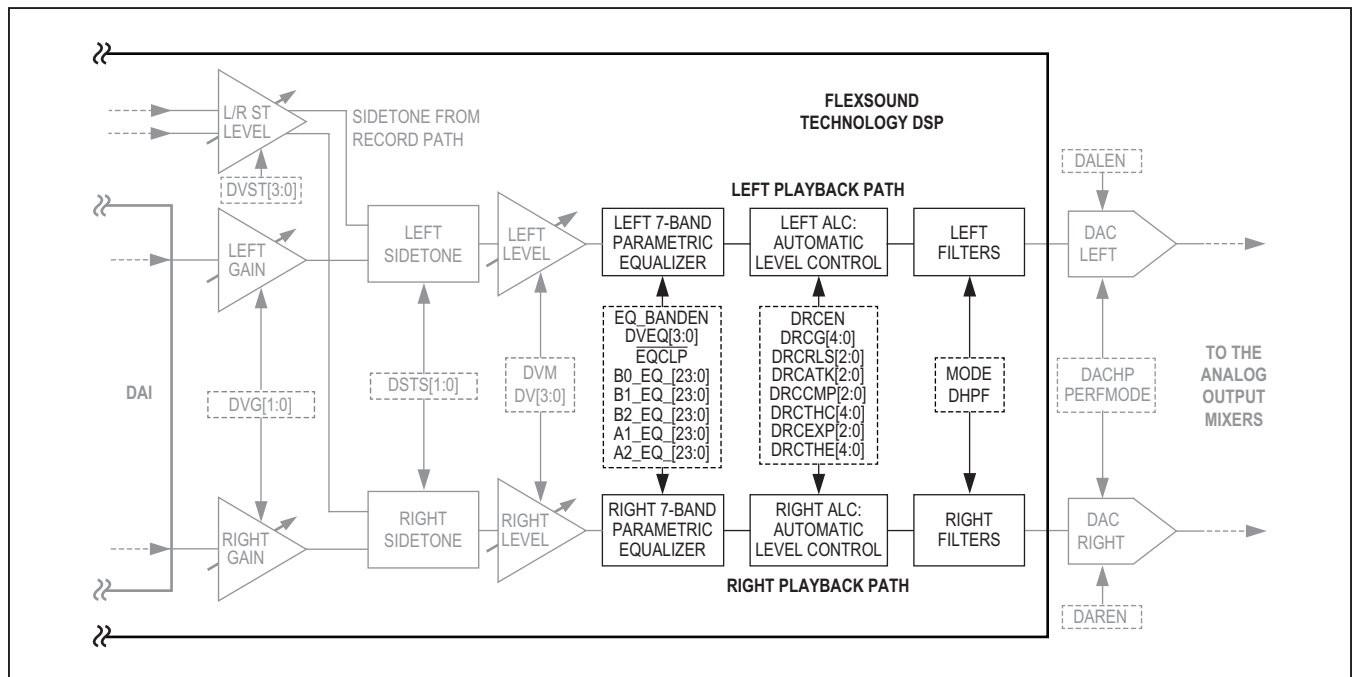 L/R ST
LEVEL
SIDETONE FROM
RECORD PATH
FLEXSOUND
TECHNOLOGY DSP
DVST[3:0]
LEFT PLAYBACK PATH
DALEN
LEFT
GAIN
LEFT
SIDETONE
LEFT
LEVEL
LEFT 7-BAND
PARAMETRIC
EQUALIZER
LEFT ALC:
AUTOMATIC
LEVEL CONTROL
LEFT
FILTERS
DAC
LEFT
DAI
DVG[1:0]
DSTS[1:0]
DVM
DV[3:0]
EQ_BANDEN
DVEQ[3:0]
EQCLP
B0_EQ_[23:0]
B1_EQ_[23:0]
B2_EQ_[23:0]
A1_EQ_[23:0]
A2_EQ_[23:0]
DRCEN
DRCG[4:0]
DRCRLS[2:0]
DRCATK[2:0]
DRCCMP[2:0]
DRCTHC[4:0]
DRCEXP[2:0]
DRCTHE[4:0]
MODE
DHPF
DACHP
PERFMODE
TO THE
ANALOG
OUTPUT
MIXERS
RIGHT
GAIN
RIGHT
SIDETONE
RIGHT
LEVEL
RIGHT 7-BAND
PARAMETRIC
EQUALIZER
RIGHT ALC:
AUTOMATIC
LEVEL CONTROL
RIGHT
FILTERS
DAC
RIGHT
RIGHT PLAYBACK PATH
DAREN